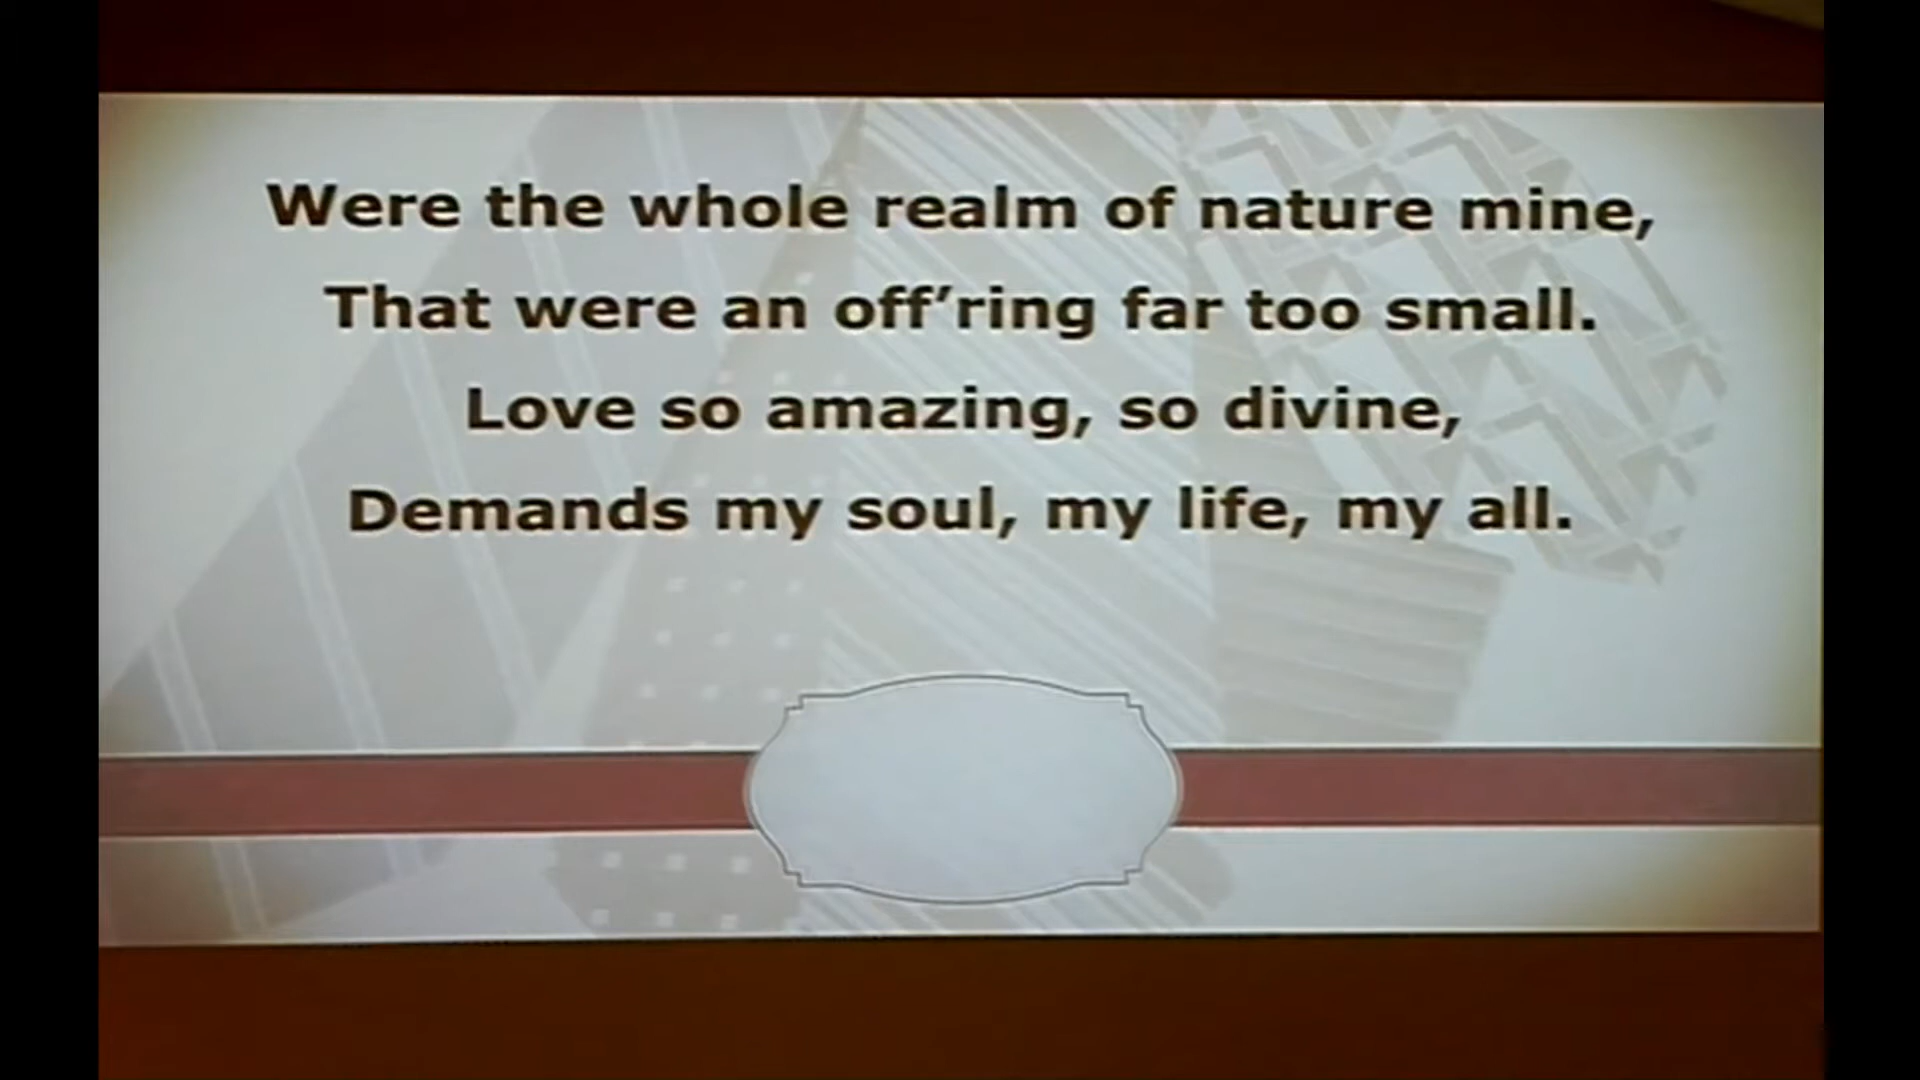 Were the whole realm of nature mine,
That were an off’ring far too small.
Love so amazing, so divine,
Demands my soul, my life, my all.